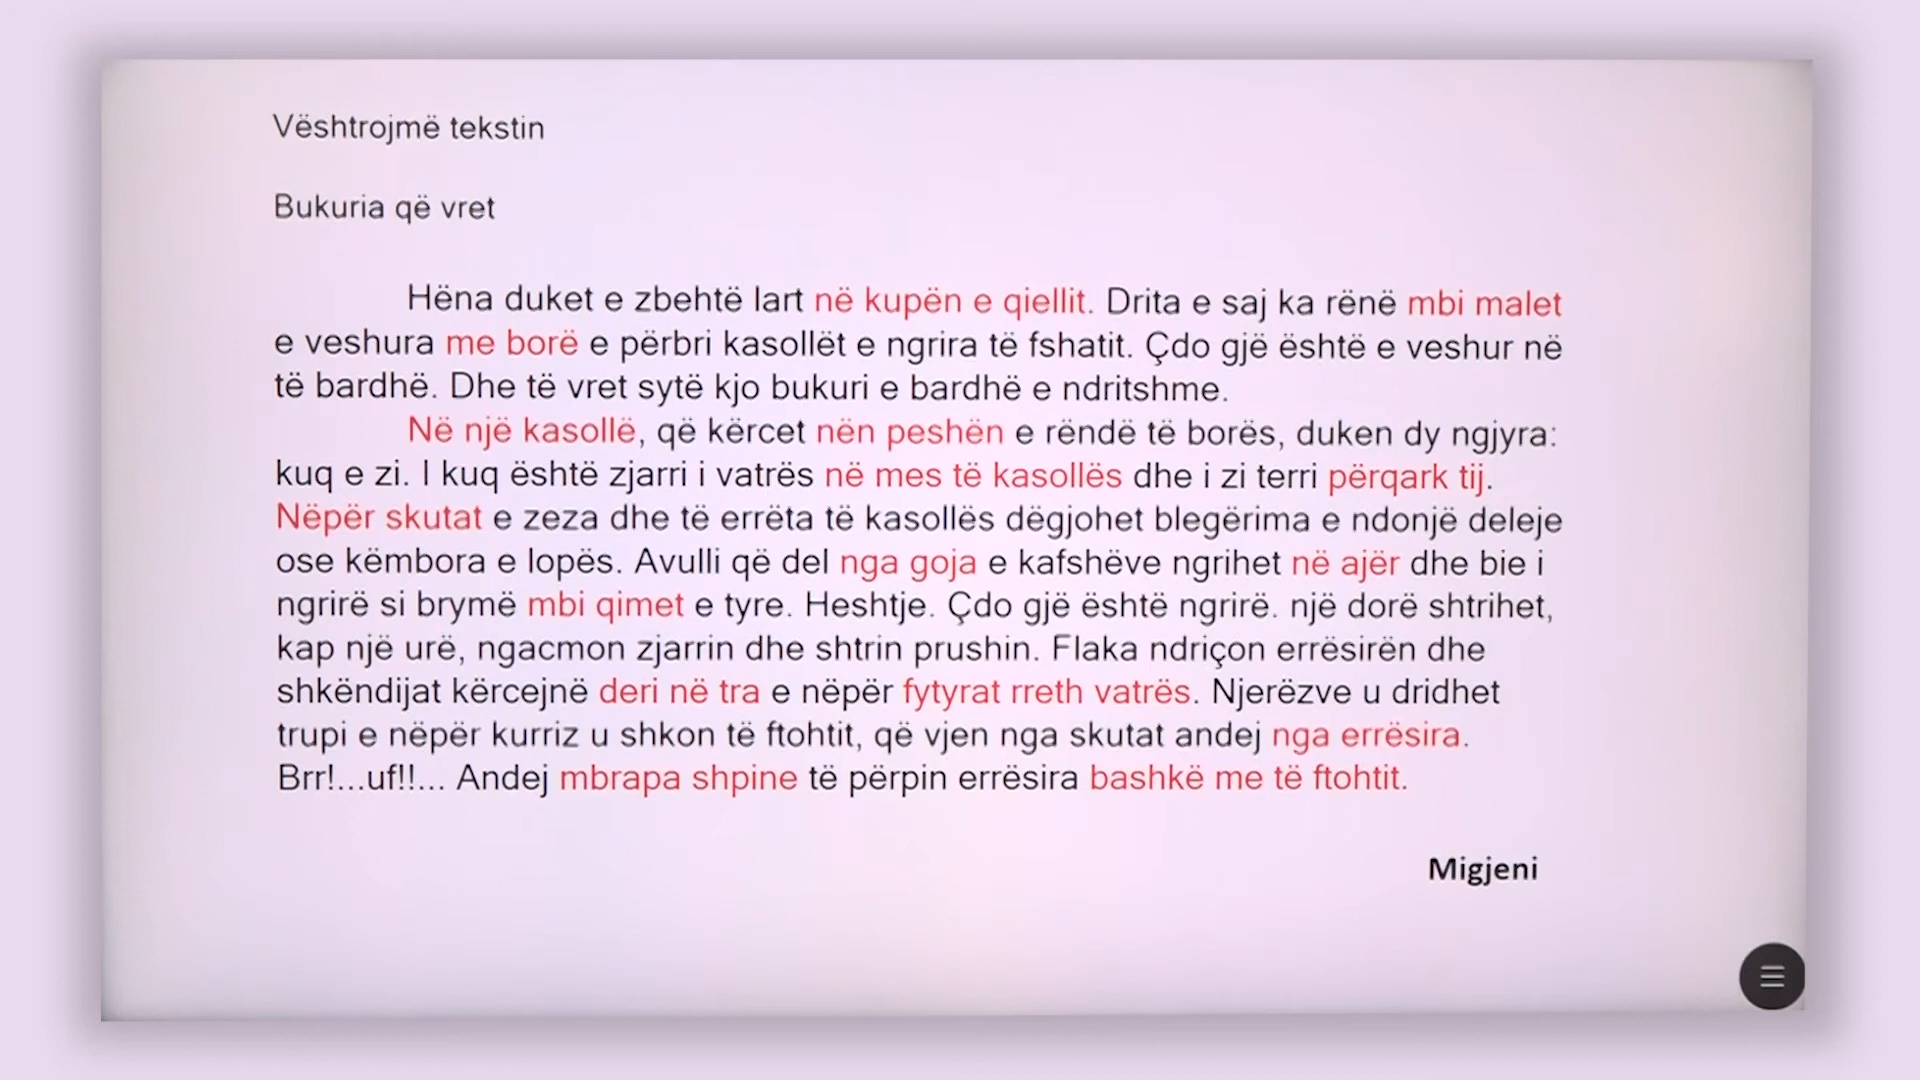 Vështrojmë tekstin
Bukuria që vret
Hëna duket e zbehtë lart në kupën e qiellit. Drita e saj ka rënë mbi malet
e veshura me borë e përbri kasollët e ngrira të fshatit. Çdo gjë është e veshur në
të bardhë. Dhe të vret sytë kjo bukuri e bardhë e ndritshme.
Në një kasollë, që kërcet nën peshën e rëndë të borës, duken dy ngjyra:
kuq e zi. I kuq është zjarri i vatrës në mes të kasollës dhe i zi terri përqark tij.
Nëpër skutat e zeza dhe të errëta të kasollës dëgjohet blegërima e ndonjë deleje
ose këmbora e lopës. Avulli që del nga goja e kafshëve ngrihet në ajër dhe bie i
ngrirë si brymë mbi qimet e tyre. Heshtje. Çdo gjë është ngrirë. një dorë shtrihet,
kap një urë, ngacmon zjarrin dhe shtrin prushin. Flaka ndriçon errësirën dhe
shkëndijat kërcejnë deri në tra e nëpër fytyrat rreth vatrës. Njerëzve u dridhet
trupi e nëpër kurriz u shkon të ftohtit, që vjen nga skutat andej nga errësira.
Brr!...uf!!... Andej mbrapa shpine të përpin errësira bashkë me të ftohtit.
Migjeni